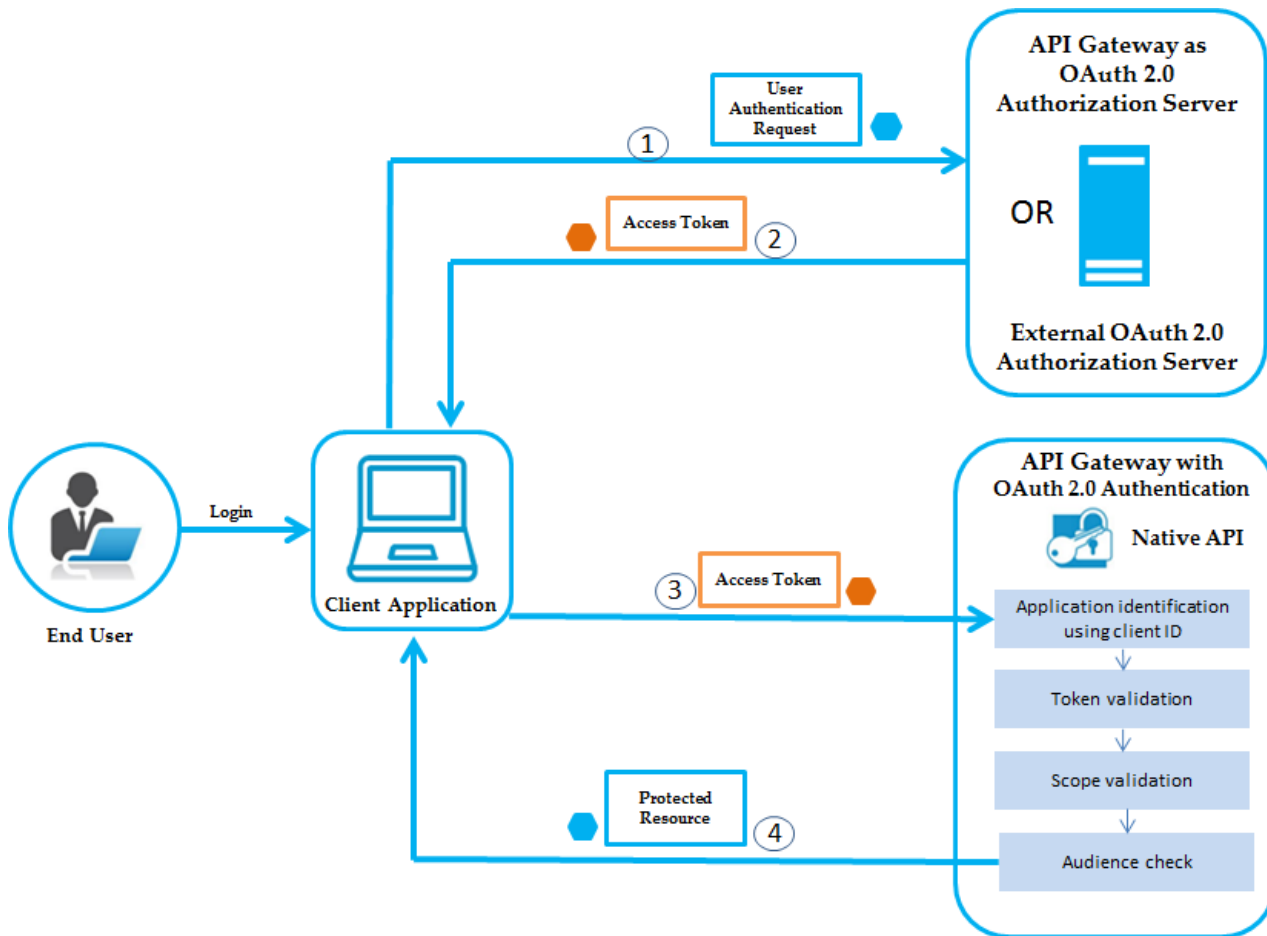 API Gateway as
OAuth 2.0
Authorization Server
User
Authentication
Request
1
Access Token
2
OR
External OAuth 2.0
Authorization Server
API Gateway with
OAuth 2.0 Authentication
Native API
Login
Client Application
End User
3
Access Token
Application identification
using client ID
Token validation
Scope validation
Audience check
Protected
Resource
4